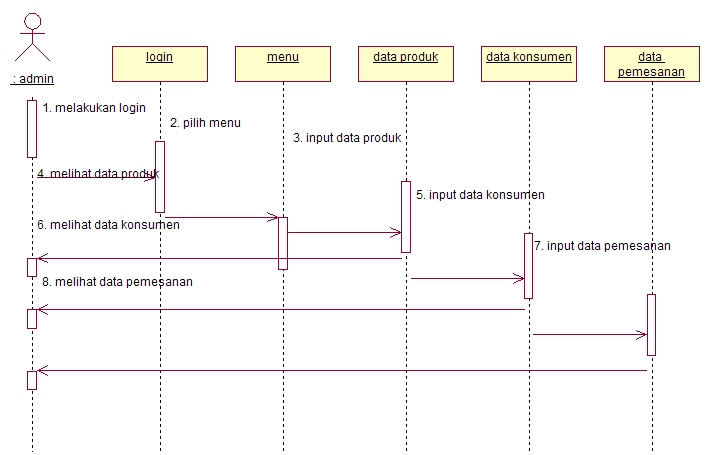 : admin
login
menu
data produk
data konsumen
data
pemesanan
1. melakukan login
2. pilih menu
3. input data produk
4. melihat data produk
5. input data konsumen
6. melihat data konsumen
7. input data pemesanan
8. melihat data pemesanan